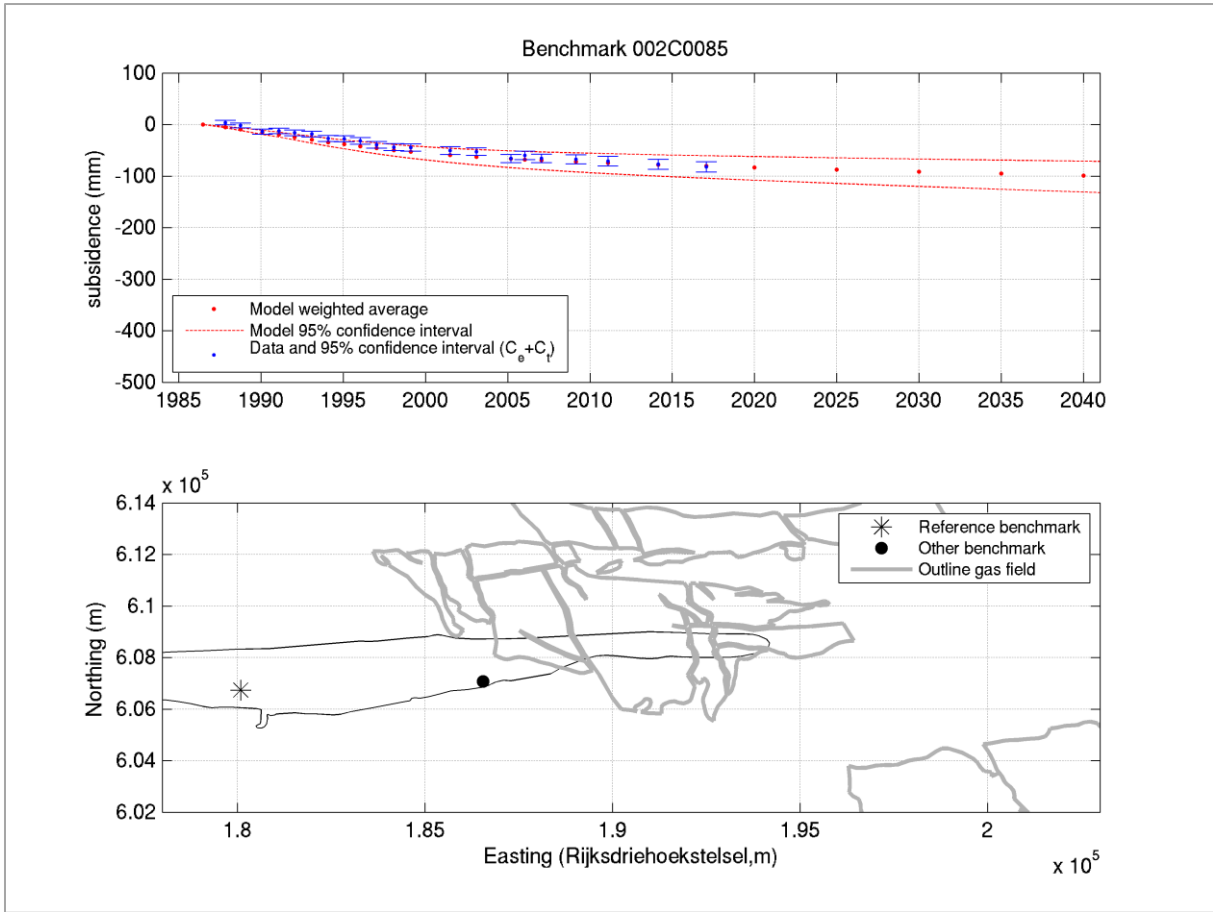 Benchmark 002C0085
100
0
-100
-200
-300
-400
-500
subsidence (mm)
Model weighted average
Model 95% confidence interval
Data and 95% confidence interval (C_e+C_t)
1985 1990 1995 2000 2005 2010 2015 2020 2025 2030 2035 2040
x 10^5
6.14
6.12
6.1
6.08
6.06
6.04
6.02
Northing (m)
Reference benchmark
Other benchmark
Outline gas field
1.8 1.85 1.9 1.95 2
Easting (Rijksdriehoekstelsel,m)
x 10^5